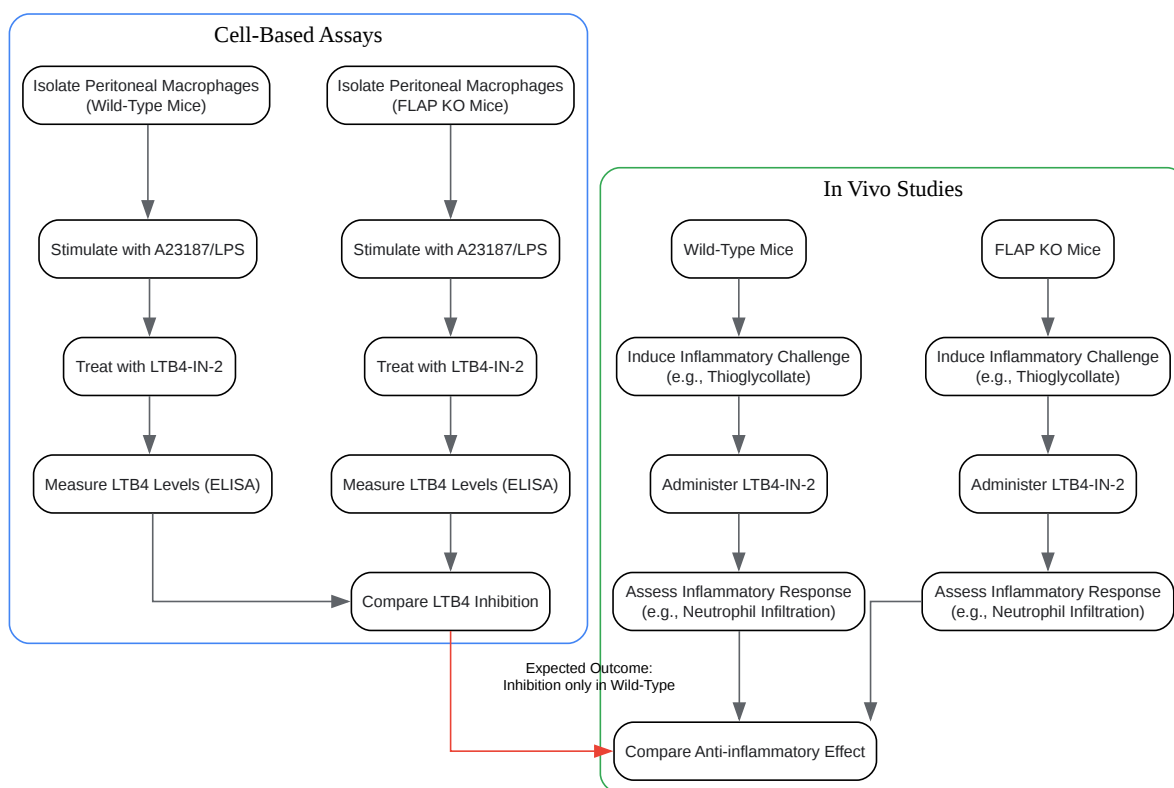 Cell-Based Assays
Isolate Peritoneal Macrophages
(Wild-Type Mice)
Isolate Peritoneal Macrophages
(FLAP KO Mice)
Stimulate with A23187/LPS
Stimulate with A23187/LPS
Treat with LTB4-IN-2
Treat with LTB4-IN-2
Measure LTB4 Levels (ELISA)
Measure LTB4 Levels (ELISA)
Compare LTB4 Inhibition
Expected Outcome:
Inhibition only in Wild-Type
In Vivo Studies
Wild-Type Mice
FLAP KO Mice
Induce Inflammatory Challenge
(e.g., Thioglycollate)
Induce Inflammatory Challenge
(e.g., Thioglycollate)
Administer LTB4-IN-2
Administer LTB4-IN-2
Assess Inflammatory Response
(e.g., Neutrophil Infiltration)
Assess Inflammatory Response
(e.g., Neutrophil Infiltration)
Compare Anti-inflammatory Effect